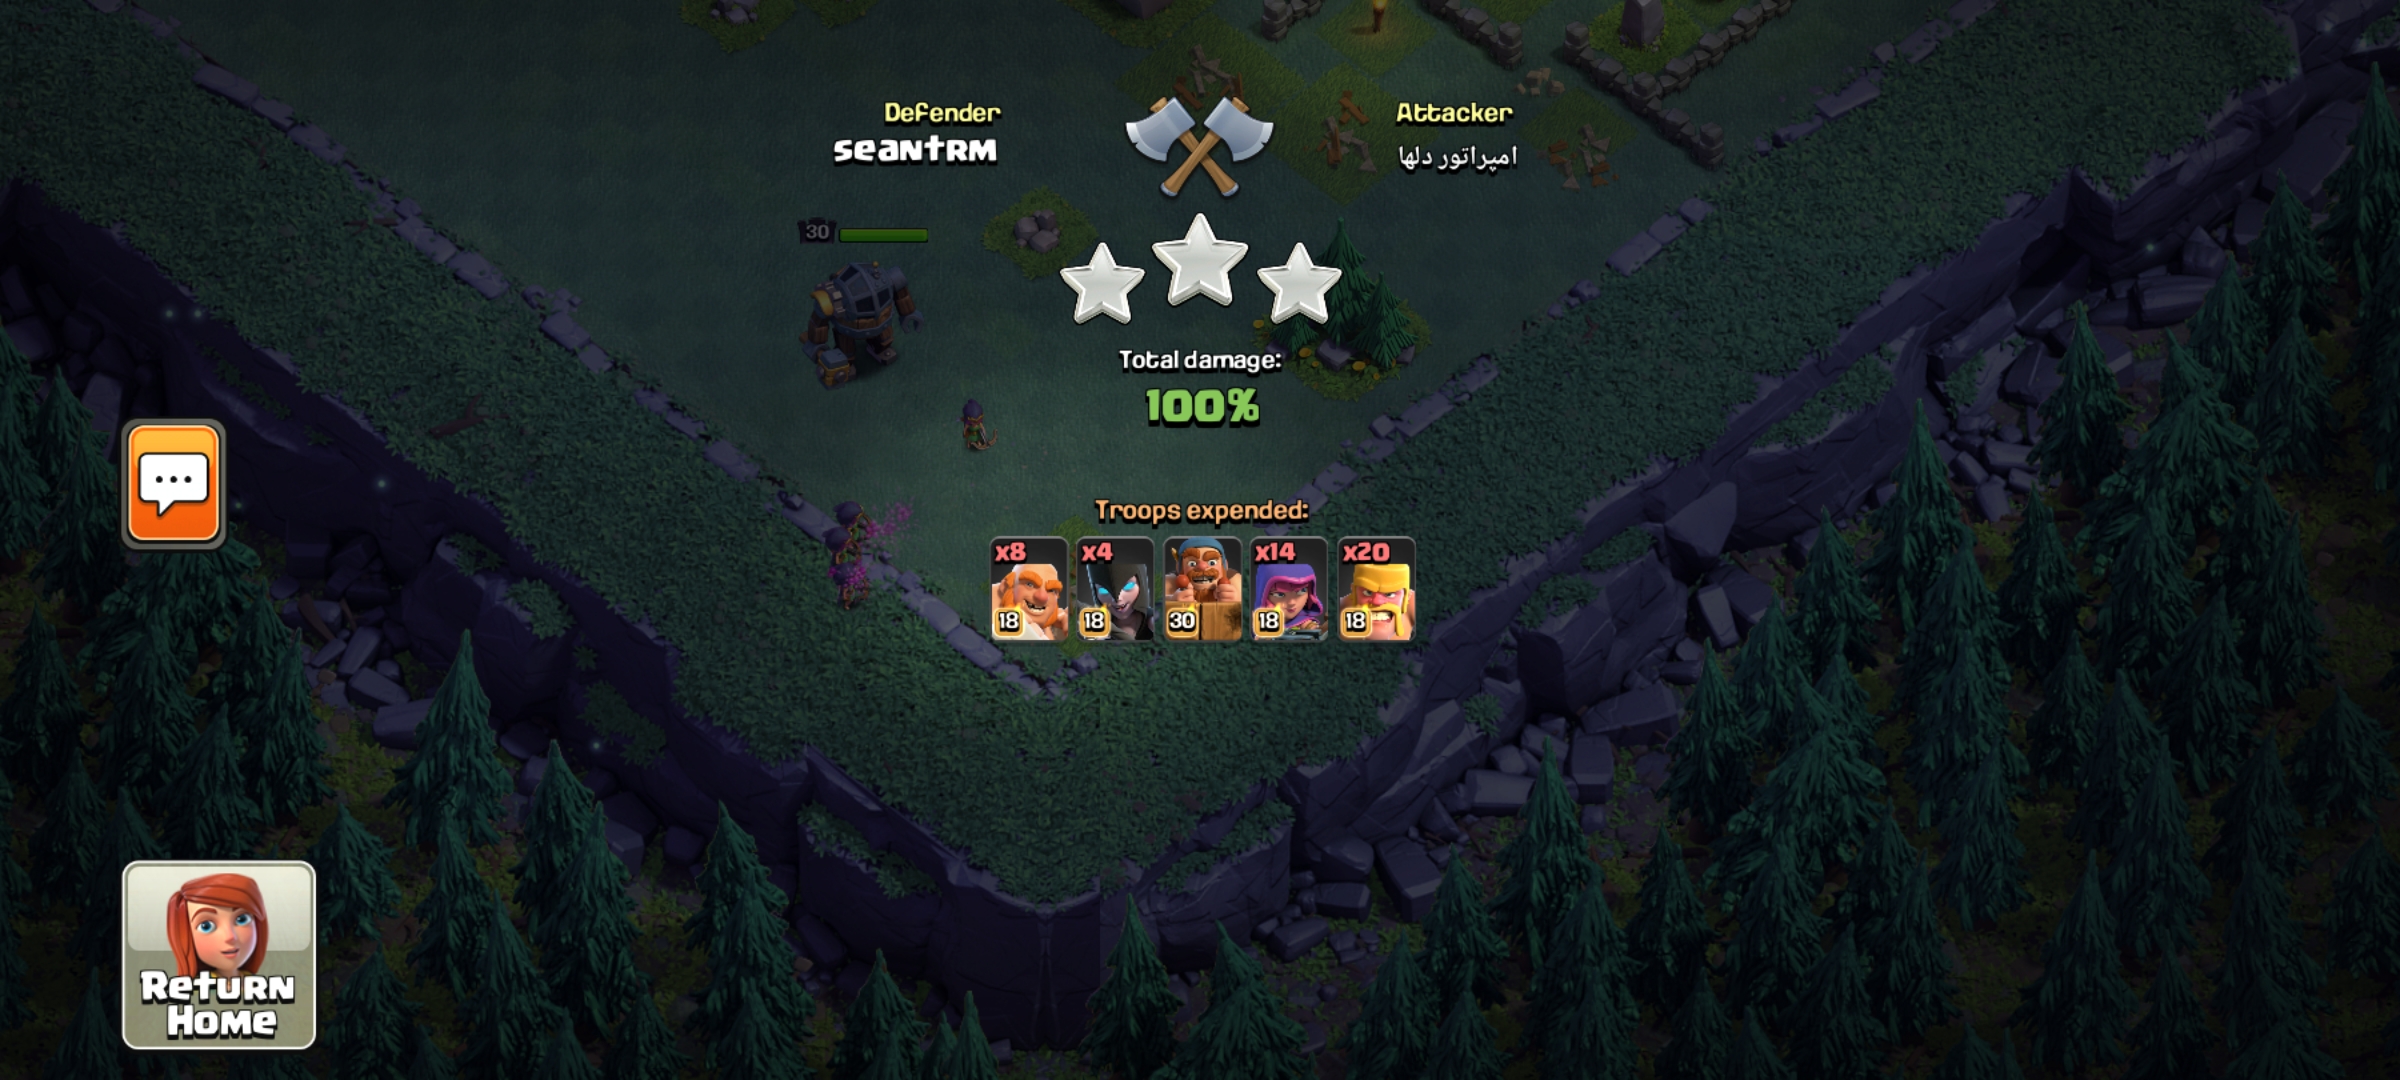 Defender
seantRM
Attacker
امپراتور دلها
30
Total damage:
100%
Troops expended:
x8
x4
x14
x20
18
18
30
18
18
Return
Home